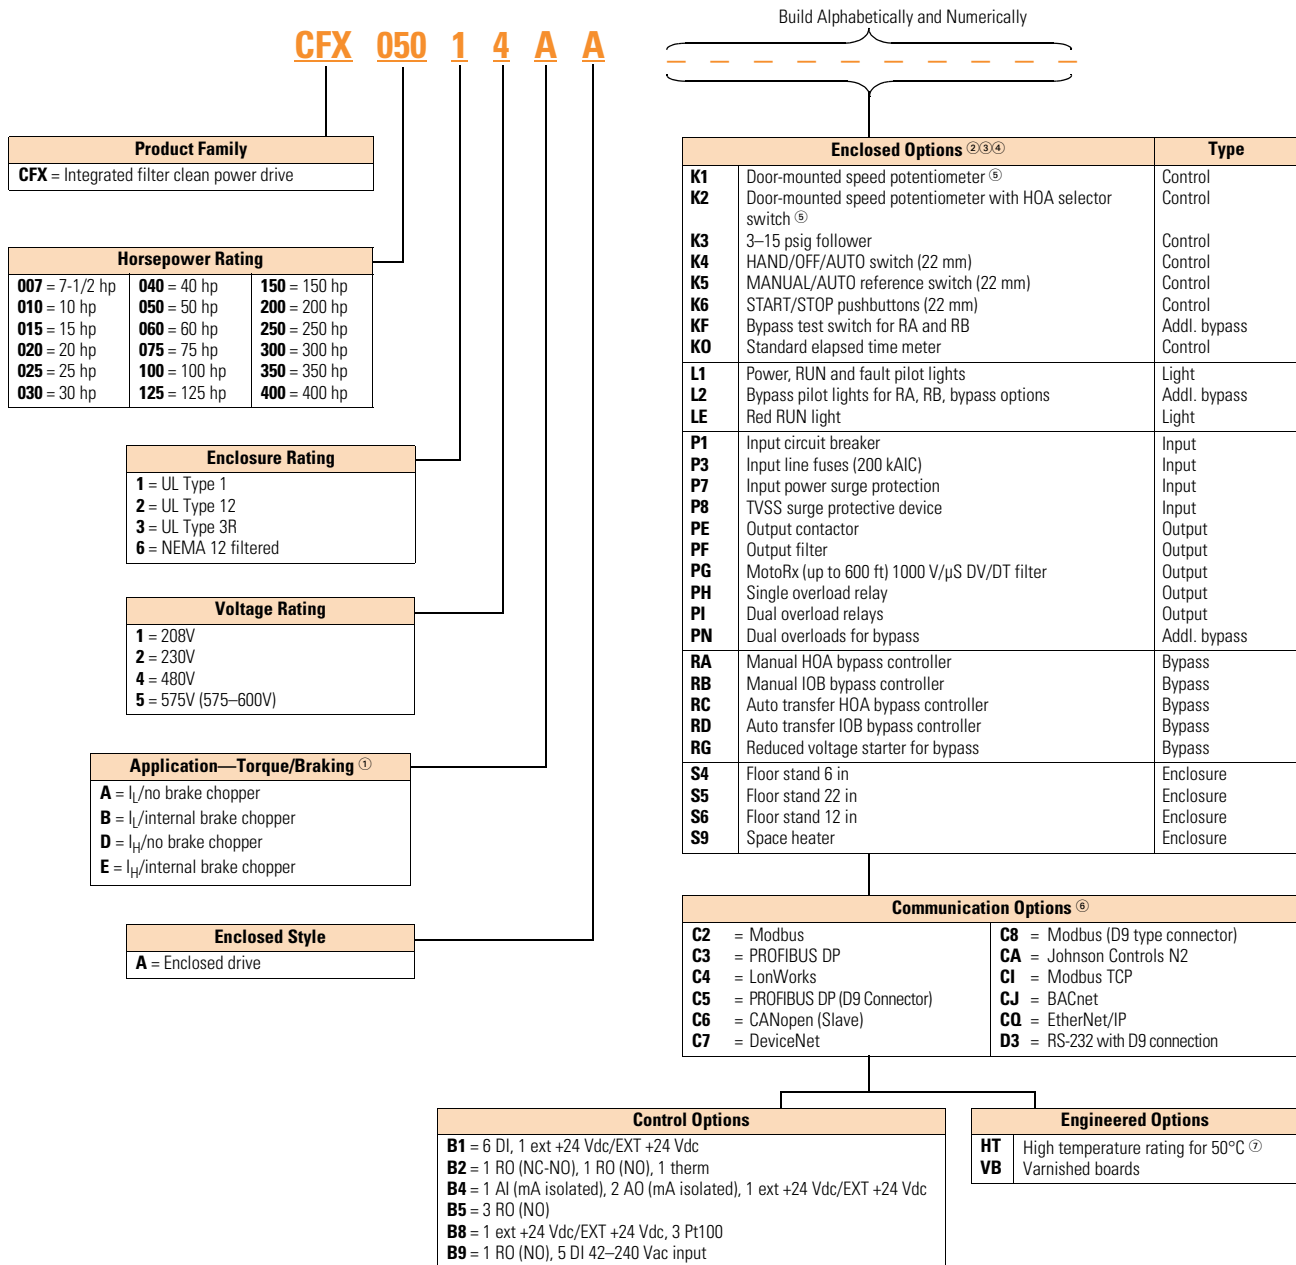 Build Alphabetically and Numerically
CFX 050 1 4 A A
Product Family
CFX = Integrated filter clean power drive
Horsepower Rating
007 = 7-1/2 hp
010 = 10 hp
015 = 15 hp
020 = 20 hp
025 = 25 hp
030 = 30 hp
040 = 40 hp
050 = 50 hp
060 = 60 hp
075 = 75 hp
100 = 100 hp
125 = 125 hp
150 = 150 hp
200 = 200 hp
250 = 250 hp
300 = 300 hp
350 = 350 hp
400 = 400 hp
Enclosure Rating
1 = UL Type 1
2 = UL Type 12
3 = UL Type 3R
6 = NEMA 12 filtered
Voltage Rating
1 = 208V
2 = 230V
4 = 480V
5 = 575V (575–600V)
Application—Torque/Braking ①
A = IL/no brake chopper
B = IL/internal brake chopper
D = IH/no brake chopper
E = IH/internal brake chopper
Enclosed Style
A = Enclosed drive
Enclosed Options ②③④ Type
K1 Door-mounted speed potentiometer ⑤ Control
K2 Door-mounted speed potentiometer with HOA selector Control
switch ⑤
K3 3–15 psig follower Control
K4 HAND/OFF/AUTO switch (22 mm) Control
K5 MANUAL/AUTO reference switch (22 mm) Control
K6 START/STOP pushbuttons (22 mm) Control
KF Bypass test switch for RA and RB Addl. bypass
KO Standard elapsed time meter Control
L1 Power, RUN and fault pilot lights Light
L2 Bypass pilot lights for RA, RB, bypass options Addl. bypass
LE Red RUN light Light
P1 Input circuit breaker Input
P3 Input line fuses (200 kAIC) Input
P7 Input power surge protection Input
P8 TVSS surge protective device Input
PE Output contactor Output
PF Output filter Output
PG MotoRx (up to 600 ft) 1000 V/µS DV/DT filter Output
PH Single overload relay Output
PI Dual overload relays Output
PN Dual overloads for bypass Addl. bypass
RA Manual HOA bypass controller Bypass
RB Manual IOB bypass controller Bypass
RC Auto transfer HOA bypass controller Bypass
RD Auto transfer IOB bypass controller Bypass
RG Reduced voltage starter for bypass Bypass
S4 Floor stand 6 in Enclosure
S5 Floor stand 22 in Enclosure
S6 Floor stand 12 in Enclosure
S9 Space heater Enclosure
Communication Options ⑥
C2 = Modbus
C3 = PROFIBUS DP
C4 = LonWorks
C5 = PROFIBUS DP (D9 Connector)
C6 = CANopen (Slave)
C7 = DeviceNet
C8 = Modbus (D9 type connector)
CA = Johnson Controls N2
CI = Modbus TCP
CJ = BACnet
CQ = EtherNet/IP
D3 = RS-232 with D9 connection
Control Options
B1 = 6 DI, 1 ext +24 Vdc/EXT +24 Vdc
B2 = 1 RO (NC-NO), 1 RO (NO), 1 therm
B4 = 1 AI (mA isolated), 2 AO (mA isolated), 1 ext +24 Vdc/EXT +24 Vdc
B5 = 3 RO (NO)
B8 = 1 ext +24 Vdc/EXT +24 Vdc, 3 Pt100
B9 = 1 RO (NO), 5 DI 42–240 Vac input
Engineered Options
HT High temperature rating for 50°C ⑦
VB Varnished boards